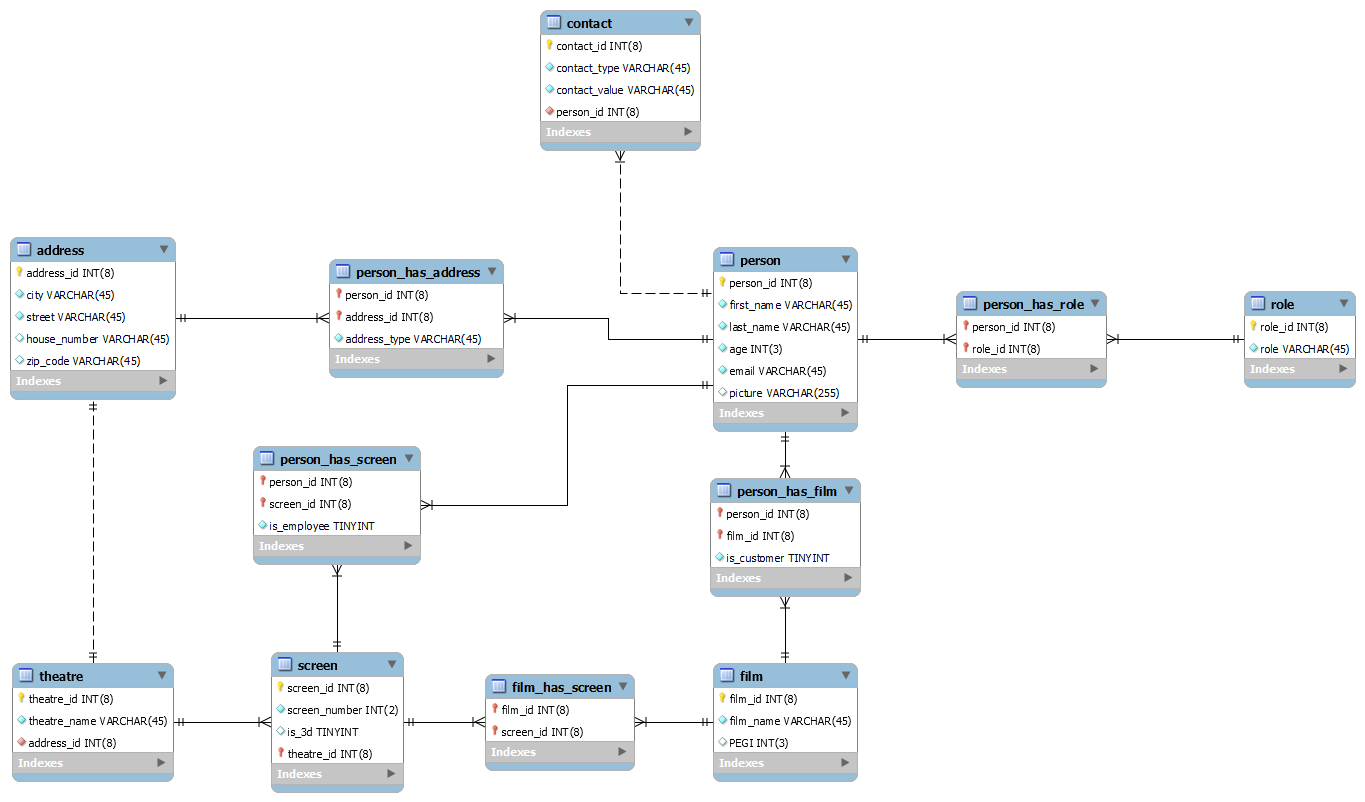 contact
contact_id INT(8)
contact_type VARCHAR(45)
contact_value VARCHAR(45)
person_id INT(8)
Indexes
address
address_id INT(8)
city VARCHAR(45)
street VARCHAR(45)
house_number VARCHAR(45)
zip_code VARCHAR(45)
Indexes
person_has_address
person_id INT(8)
address_id INT(8)
address_type VARCHAR(45)
Indexes
person
person_id INT(8)
first_name VARCHAR(45)
last_name VARCHAR(45)
age INT(3)
email VARCHAR(45)
picture VARCHAR(255)
Indexes
person_has_role
person_id INT(8)
role_id INT(8)
Indexes
role
role_id INT(8)
role VARCHAR(45)
Indexes
person_has_screen
person_id INT(8)
screen_id INT(8)
is_employee TINYINT
Indexes
person_has_film
person_id INT(8)
film_id INT(8)
is_customer TINYINT
Indexes
theatre
theatre_id INT(8)
theatre_name VARCHAR(45)
address_id INT(8)
Indexes
screen
screen_id INT(8)
screen_number INT(2)
is_3d TINYINT
theatre_id INT(8)
Indexes
film_has_screen
film_id INT(8)
screen_id INT(8)
Indexes
film
film_id INT(8)
film_name VARCHAR(45)
PEGI INT(3)
Indexes